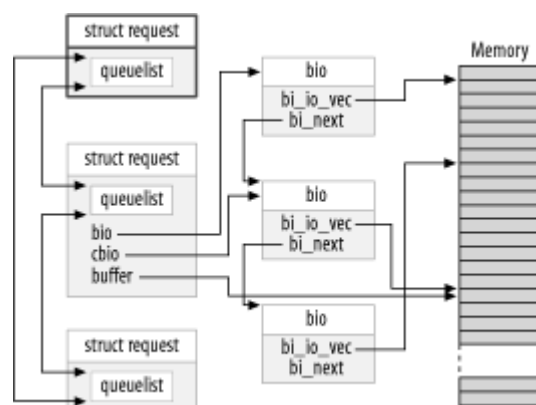 struct request
queuelist
struct request
queuelist
bio
cbio
buffer
struct request
queuelist
bio
bi_io_vec
bi_next
bio
bi_io_vec
bi_next
bio
bi_io_vec
bi_next
Memory